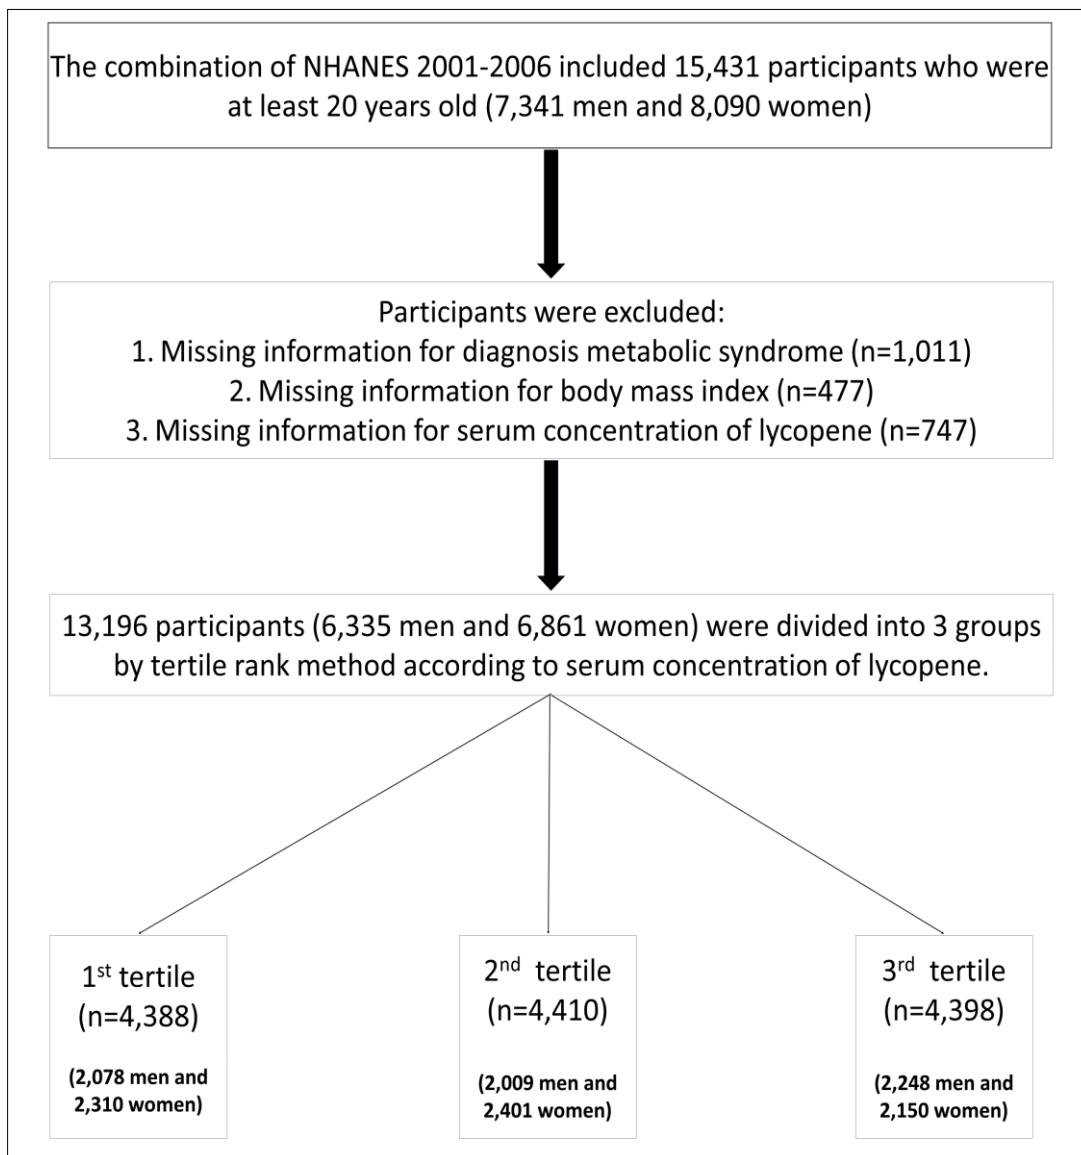 The combination of NHANES 2001-2006 included 15,431 participants who were
at least 20 years old (7,341 men and 8,090 women)
Participants were excluded:
1. Missing information for diagnosis metabolic syndrome (n=1,011)
2. Missing information for body mass index (n=477)
3. Missing information for serum concentration of lycopene (n=747)
13,196 participants (6,335 men and 6,861 women) were divided into 3 groups
by tertile rank method according to serum concentration of lycopene.
1st tertile
(n=4,388)
(2,078 men and
2,310 women)
2nd tertile
(n=4,410)
(2,009 men and
2,401 women)
3rd tertile
(n=4,398)
(2,248 men and
2,150 women)